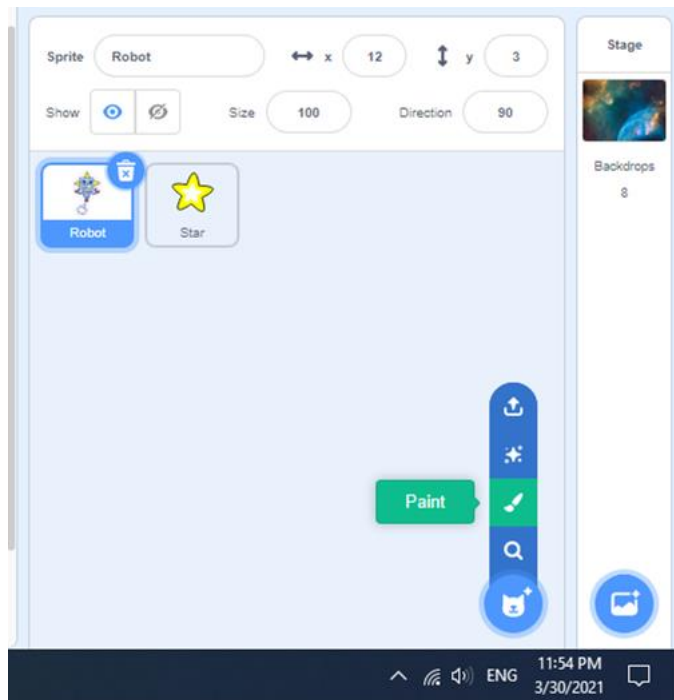 Sprite Robot x 12 y 3
Show Size 100 Direction 90
Stage
Backdrops
8
Robot Star
Paint
ENG 11:54 PM
3/30/2021